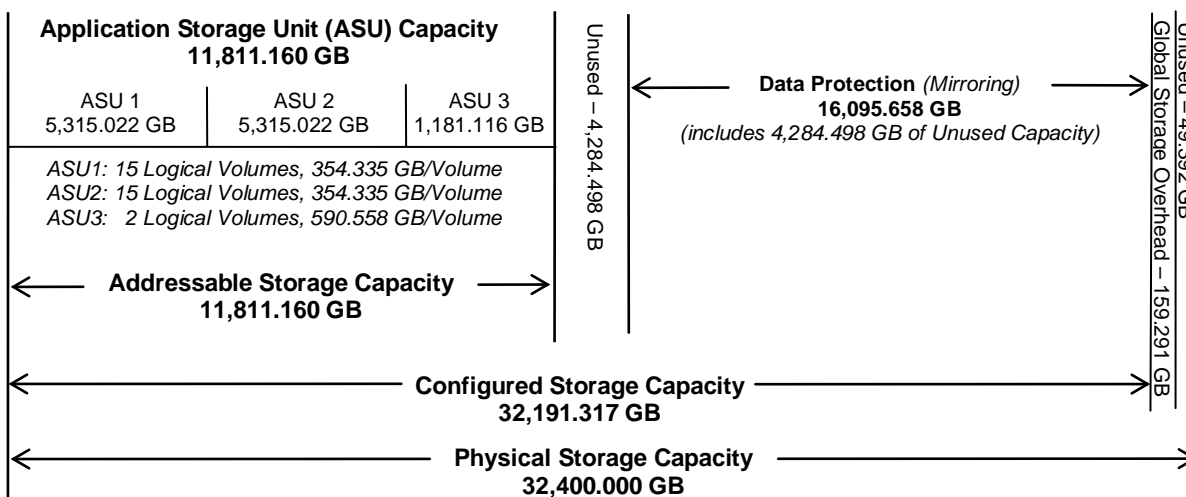 Application Storage Unit (ASU) Capacity
11,811.160 GB
ASU 1
5,315.022 GB
ASU 2
5,315.022 GB
ASU 3
1,181.116 GB
ASU1: 15 Logical Volumes, 354.335 GB/Volume
ASU2: 15 Logical Volumes, 354.335 GB/Volume
ASU3: 2 Logical Volumes, 590.558 GB/Volume
Addressable Storage Capacity
11,811.160 GB
Unused – 4,284.498 GB
Data Protection (Mirroring)
16,095.658 GB
(includes 4,284.498 GB of Unused Capacity)
Global Storage Overhead – 159.291 GB
Unused – 49.392 GB
Configured Storage Capacity
32,191.317 GB
Physical Storage Capacity
32,400.000 GB